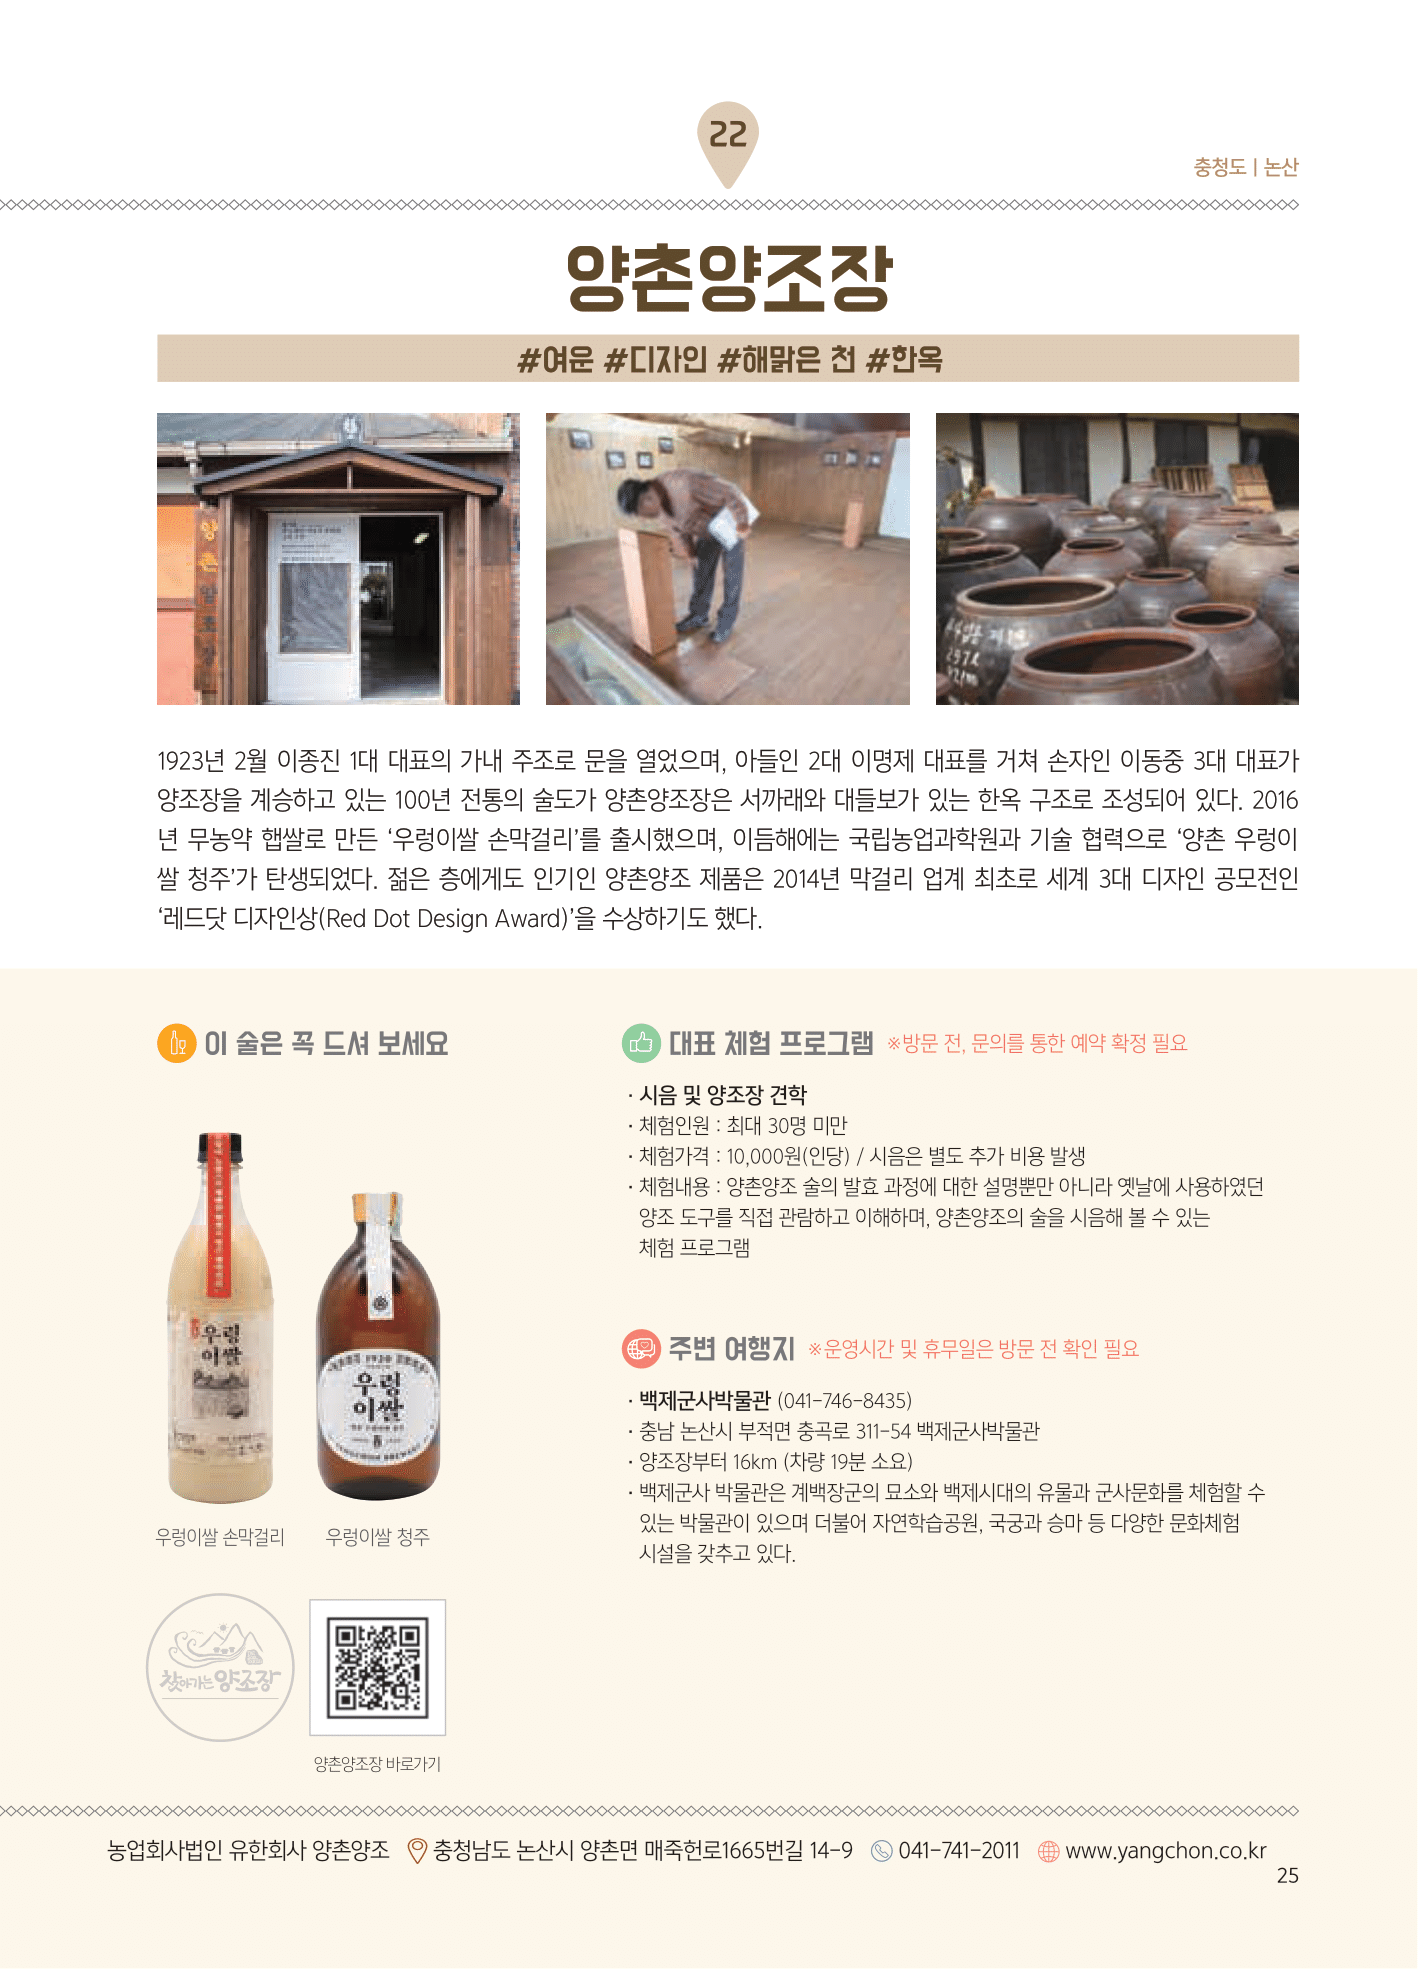 22
충청도 | 논산
양촌양조장
#여운 #디자인 #해맑은 천 #한옥
양
촌
양
조
장
1923년 2월 이종진 1대 대표의 가내 주조로 문을 열었으며, 아들인 2대 이명제 대표를 거쳐 손자인 이동중 3대 대표가
양조장을 계승하고 있는 100년 전통의 술도가 양촌양조장은 서까래와 대들보가 있는 한옥 구조로 조성되어 있다. 2016
년 무농약 햅쌀로 만든 ‘우렁이쌀 손막걸리’를 출시했으며, 이듬해에는 국립농업과학원과 기술 협력으로 ‘양촌 우렁이
쌀 청주’가 탄생되었다. 젊은 층에게도 인기인 양촌양조 제품은 2014년 막걸리 업계 최초로 세계 3대 디자인 공모전인
‘레드닷 디자인상(Red Dot Design Award)’을 수상하기도 했다.
이 술은 꼭 드셔 보세요
우렁
이쌀
우렁
이쌀
우렁이쌀 손막걸리 우렁이쌀 청주
찾아가는 양조장
양촌양조장 바로가기
대표 체험 프로그램 ※방문 전, 문의를 통한 예약 확정 필요
· 시음 및 양조장 견학
· 체험인원 : 최대 30명 미만
· 체험가격 : 10,000원(인당) / 시음은 별도 추가 비용 발생
· 체험내용 : 양촌양조 술의 발효 과정에 대한 설명뿐만 아니라 옛날에 사용하였던
양조 도구를 직접 관람하고 이해하며, 양촌양조의 술을 시음해 볼 수 있는
체험 프로그램
주변 여행지 ※운영시간 및 휴무일은 방문 전 확인 필요
· 백제군사박물관 (041-746-8435)
· 충남 논산시 부적면 충곡로 311-54 백제군사박물관
· 양조장부터 16km (차량 19분 소요)
· 백제군사 박물관은 계백장군의 묘소와 백제시대의 유물과 군사문화를 체험할 수
있는 박물관이 있으며 더불어 자연학습공원, 국궁과 승마 등 다양한 문화체험
시설을 갖추고 있다.
농업회사법인 유한회사 양촌양조 충청남도 논산시 양촌면 매죽헌로1665번길 14-9 041-741-2011 www.yangchon.co.kr
25